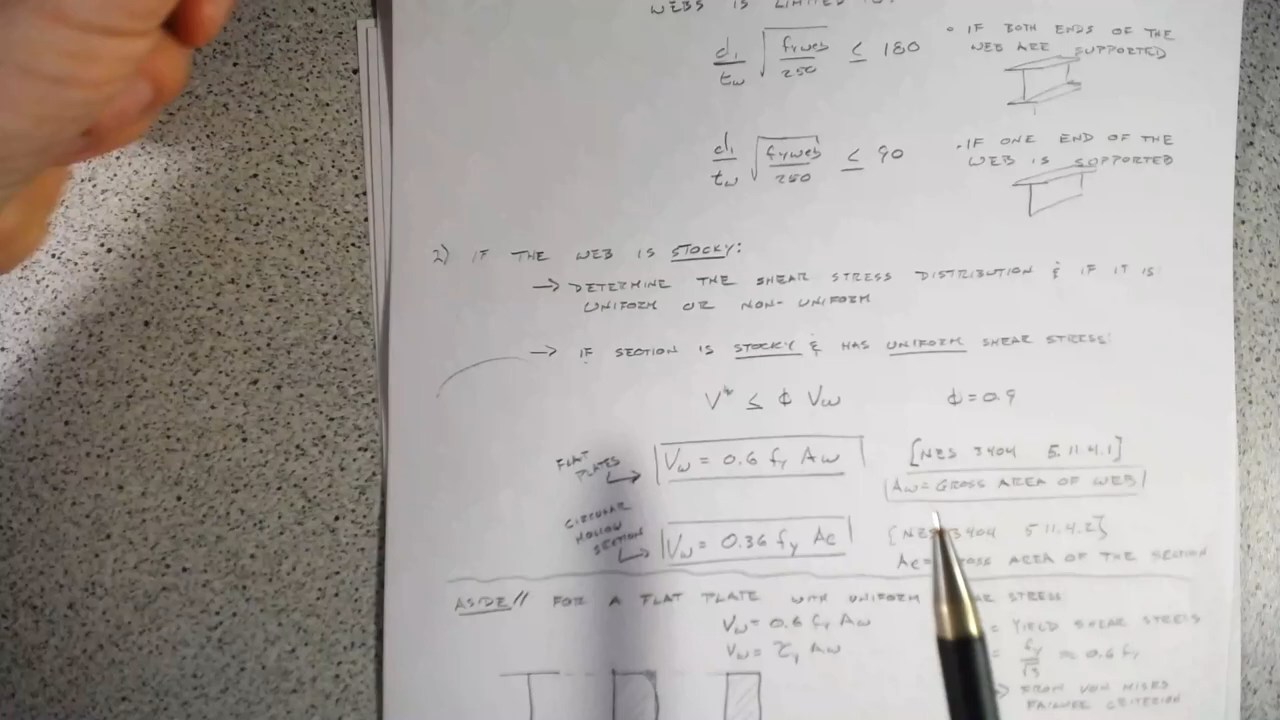 WEBS IS LIMITED TO:
d1/tw √(fyweb/250) ≤ 180
• IF BOTH ENDS OF THE
WEB ARE SUPPORTED
d1/tw √(fyweb/250) ≤ 90
• IF ONE END OF THE
WEB IS SUPPORTED
2) IF THE WEB IS STOCKY:
→ DETERMINE THE SHEAR STRESS DISTRIBUTION & IF IT IS
UNIFORM OR NON-UNIFORM
→ IF SECTION IS STOCKY & HAS UNIFORM SHEAR STRESS:
V* ≤ ϕ Vw ϕ = 0.9
FLAT
PLATES
Vw = 0.6 fy Aw
[NZS 3404 5.11.4.1]
Aw = GROSS AREA OF WEB
CIRCULAR
HOLLOW
SECTION
Vw = 0.36 fy Ae
[NZS 3404 5.11.4.2]
Ae = GROSS AREA OF THE SECTION
ASIDE// FOR A FLAT PLATE WITH UNIFORM STRESS
Vw = 0.6 fy Aw
Vw = τy Aw
YIELD SHEAR STRESS
= fy/√3 ≈ 0.6 fy
→ FROM VON MISES
FAILURE CRITERION